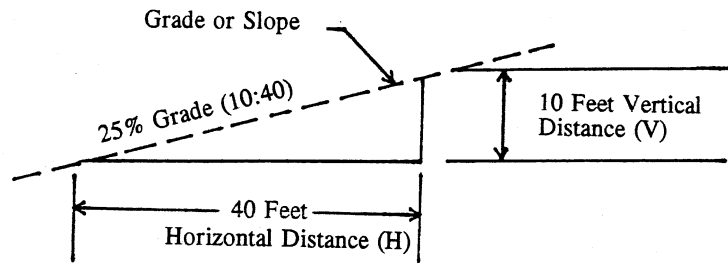 Grade or Slope
25% Grade (10:40)
10 Feet Vertical
Distance (V)
40 Feet
Horizontal Distance (H)